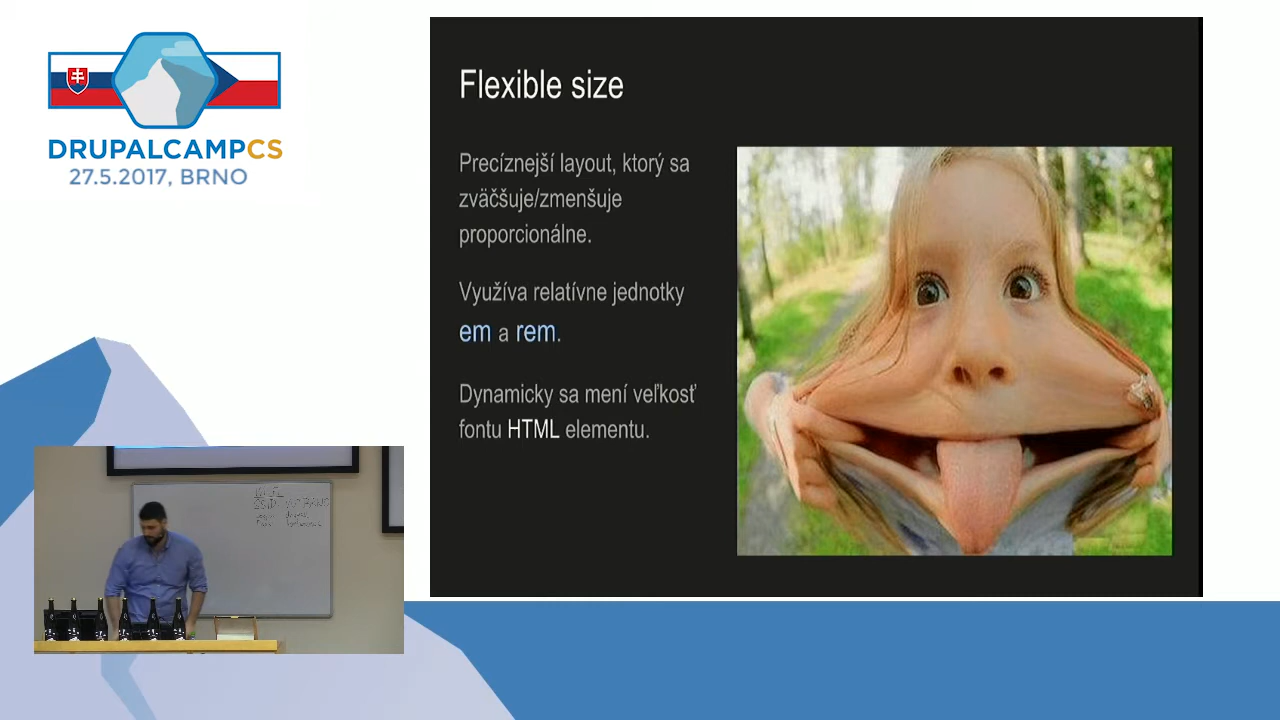 DRUPALCAMPCS
27.5.2017, BRNO
Flexible size
Precíznejší layout, ktorý sa
zväčšuje/zmenšuje
proporcionálne.
Využíva relatívne jednotky
em a rem.
Dynamicky sa mení veľkosť
fontu HTML elementu.